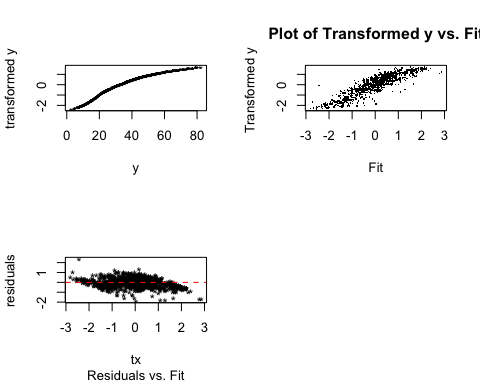 Plot of Transformed y vs. Fit
transformed y
0
-2
0 20 40 60 80
y
Transformed y
0
-2
-3 -2 -1 0 1 2 3
Fit
residuals
1
-2
-3 -2 -1 0 1 2 3
tx
Residuals vs. Fit